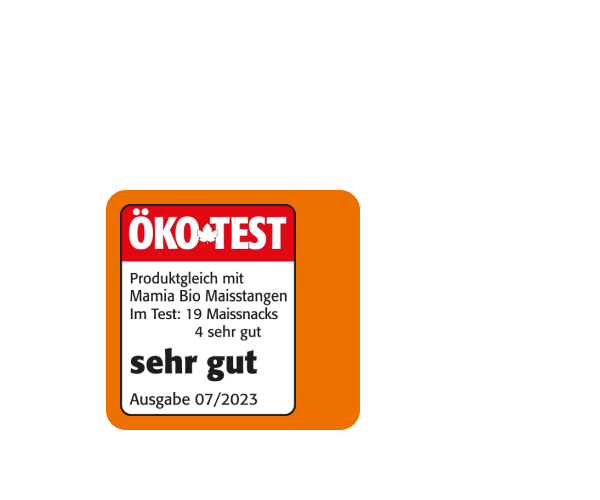 ÖKO TEST
Produktgleich mit
Mamia Bio Maisstangen
Im Test: 19 Maissnacks
4 sehr gut
sehr gut
Ausgabe 07/2023